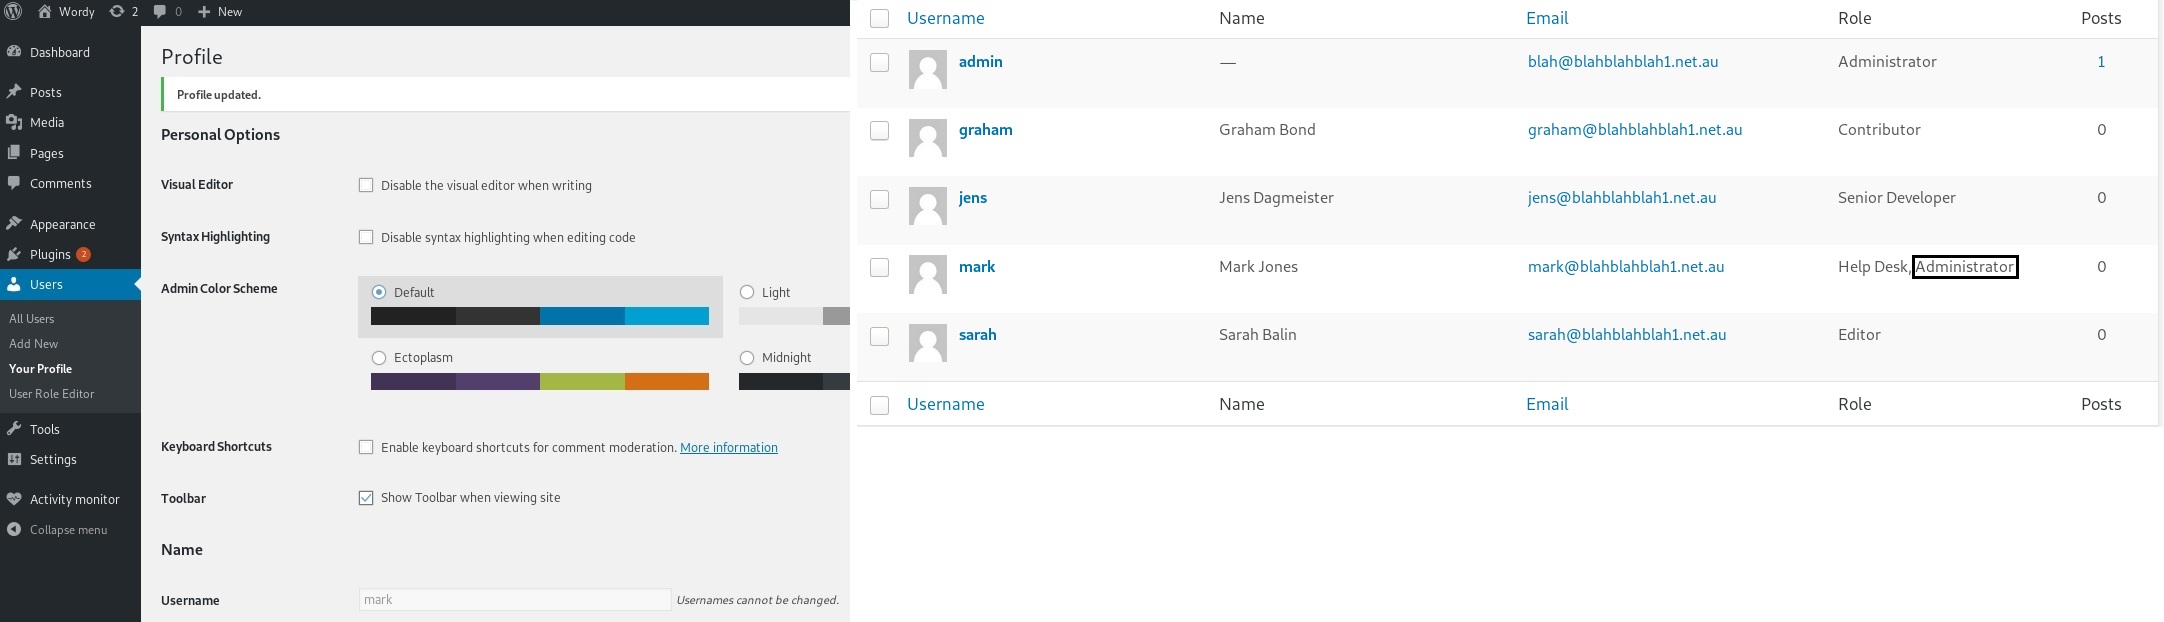 Wordy 2 0 New
Dashboard
Posts
Media
Pages
Comments
Appearance
Plugins 2
Users
All Users
Add New
Your Profile
User Role Editor
Tools
Settings
Activity monitor
Collapse menu
Profile
Profile updated.
Personal Options
Visual Editor Disable the visual editor when writing
Syntax Highlighting Disable syntax highlighting when editing code
Admin Color Scheme Default Light
Ectoplasm Midnight
Keyboard Shortcuts Enable keyboard shortcuts for comment moderation. More information
Toolbar Show Toolbar when viewing site
Name
Username mark Usernames cannot be changed.
Username Name Email Role Posts
admin — blah@blahblahblah1.net.au Administrator 1
graham Graham Bond graham@blahblahblah1.net.au Contributor 0
jens Jens Dagmeister jens@blahblahblah1.net.au Senior Developer 0
mark Mark Jones mark@blahblahblah1.net.au Help Desk, Administrator 0
sarah Sarah Balin sarah@blahblahblah1.net.au Editor 0
Username Name Email Role Posts